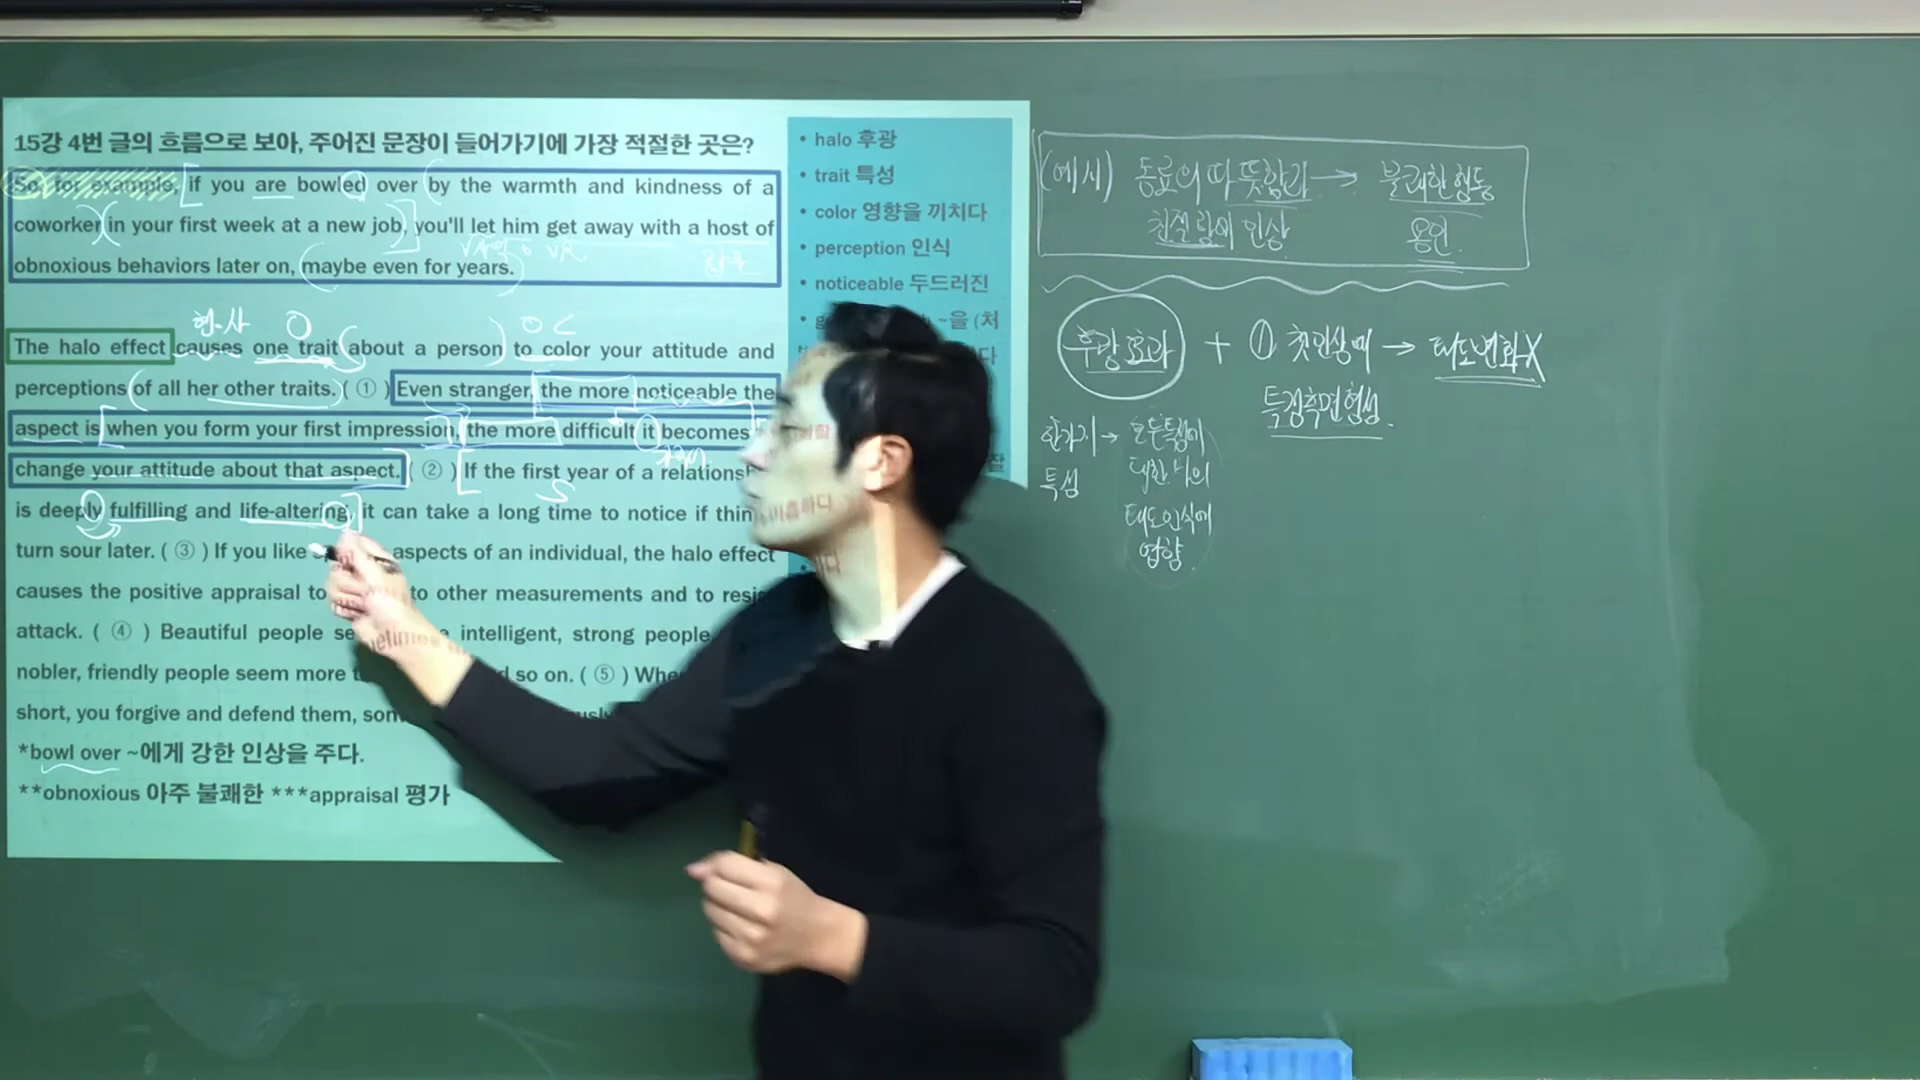 15강 4번 글의 흐름으로 보아, 주어진 문장이 들어가기에 가장 적절한 곳은?
So, for example, if you are bowled over by the warmth and kindness of a
coworker in your first week at a new job, you'll let him get away with a host of
obnoxious behaviors later on, maybe even for years.
현-사 O O C
The halo effect causes one trait about a person to color your attitude and
perceptions of all her other traits. ( ① ) Even stranger, the more noticeable the
aspect is when you form your first impression, the more difficult it becomes
change your attitude about that aspect. ( ② ) If the first year of a
S
is deeply fulfilling and life-altering, it can take a long time to notice if
turn sour later. ( ③ ) If you like aspects of an individual, the halo effect
causes the positive appraisal to to other measurements and to
attack. ( ④ ) Beautiful people intelligent, strong people
nobler, friendly people seem more so on. ( ⑤ )
short, you forgive and defend them,
*bowl over ~에게 강한 인상을 주다.
**obnoxious 아주 불쾌한 ***appraisal 평가
• halo 후광
• trait 특성
• color 영향을 끼치다
• perception 인식
• noticeable 두드러진
~을 (처
(예시) 동료의 따뜻함과 → 불쾌한 행동
친절함에 인상 용인.
후광 효과 + ① 첫인상때 → 태도변화X
특정측면형성.
한가지 → 모든특성에
특성 대한 너의
태도인식에
영향.